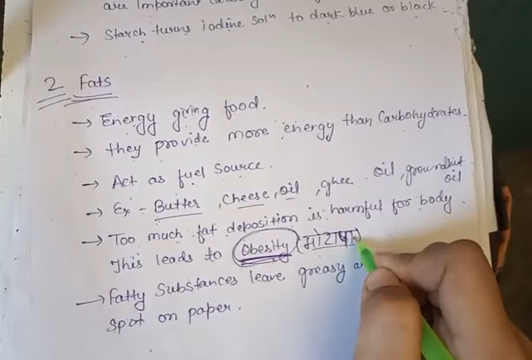 are Important
→ Starch turns iodine solⁿ to dark blue or black.
2 Fats
→ Energy giving food.
→ they provide more energy than Carbohydrates.
→ Act as fuel source.
→ Ex - Butter, Cheese, oil, ghee oil, groundnut
oil
→ Too much fat deposition is harmful for body.
This leads to Obesity (मोटापा)
→ Fatty Substances leave greasy
spot on paper.